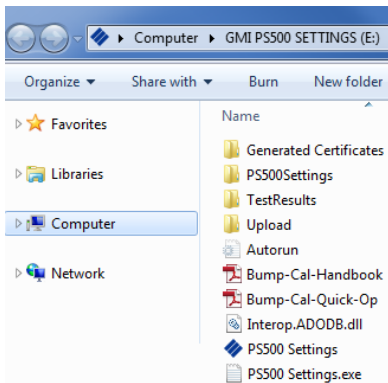 Computer GMI PS500 SETTINGS (E:)
Organize Share with Burn New folder
Favorites
Libraries
Computer
Network
Name
Generated Certificates
PS500Settings
TestResults
Upload
Autorun
Bump-Cal-Handbook
Bump-Cal-Quick-Op
Interop.ADODB.dll
PS500 Settings
PS500 Settings.exe